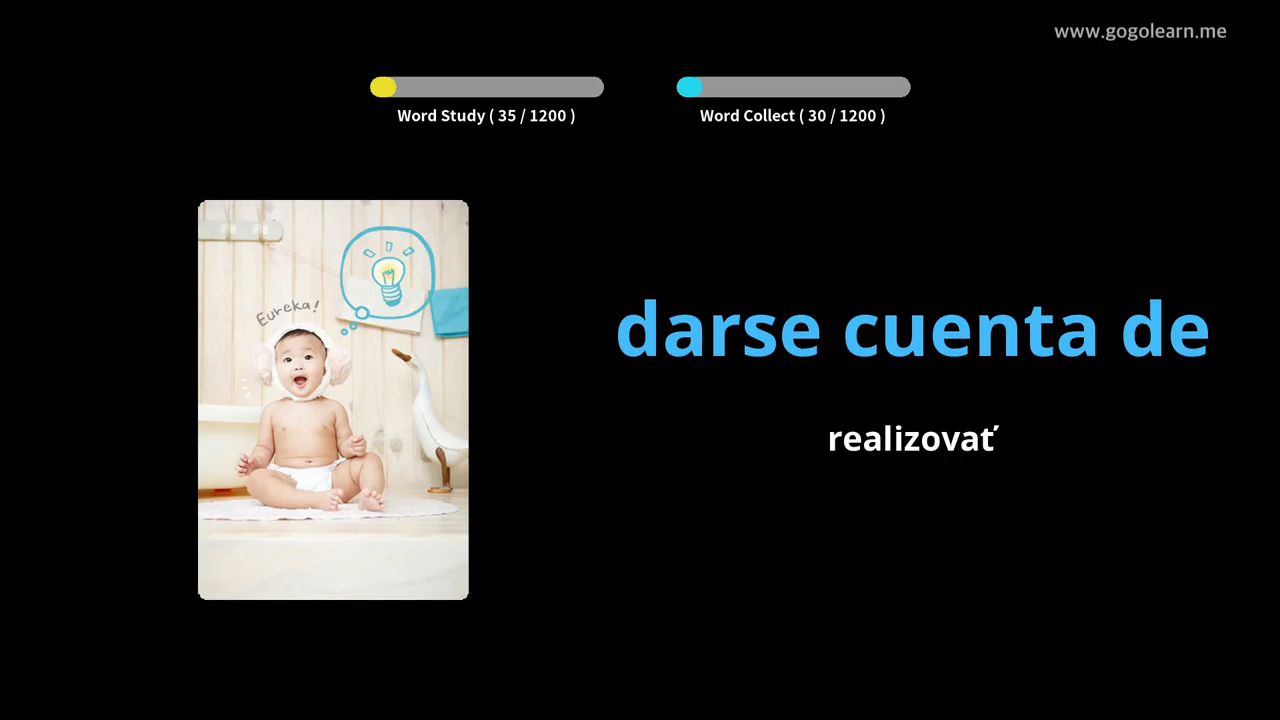 www.gogolearn.me
Word Study ( 35 / 1200 )
Word Collect ( 30 / 1200 )
Eureka!
darse cuenta de
realizovať